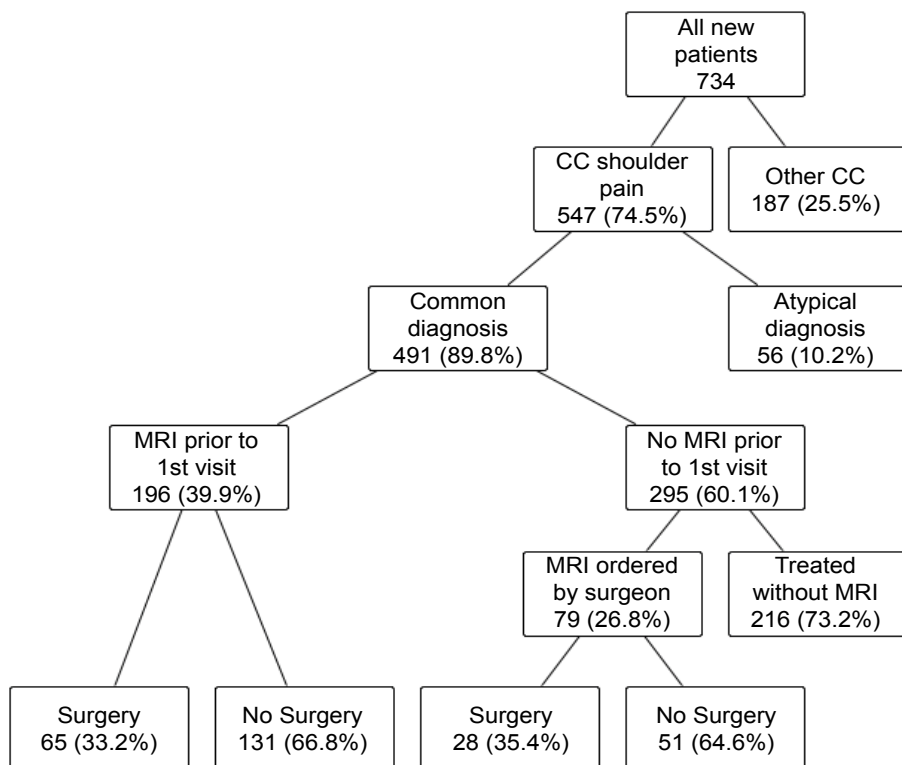 All new
patients
734
CC shoulder
pain
547 (74.5%)
Other CC
187 (25.5%)
Common
diagnosis
491 (89.8%)
Atypical
diagnosis
56 (10.2%)
MRI prior to
1st visit
196 (39.9%)
No MRI prior
to 1st visit
295 (60.1%)
MRI ordered
by surgeon
79 (26.8%)
Treated
without MRI
216 (73.2%)
Surgery
65 (33.2%)
No Surgery
131 (66.8%)
Surgery
28 (35.4%)
No Surgery
51 (64.6%)